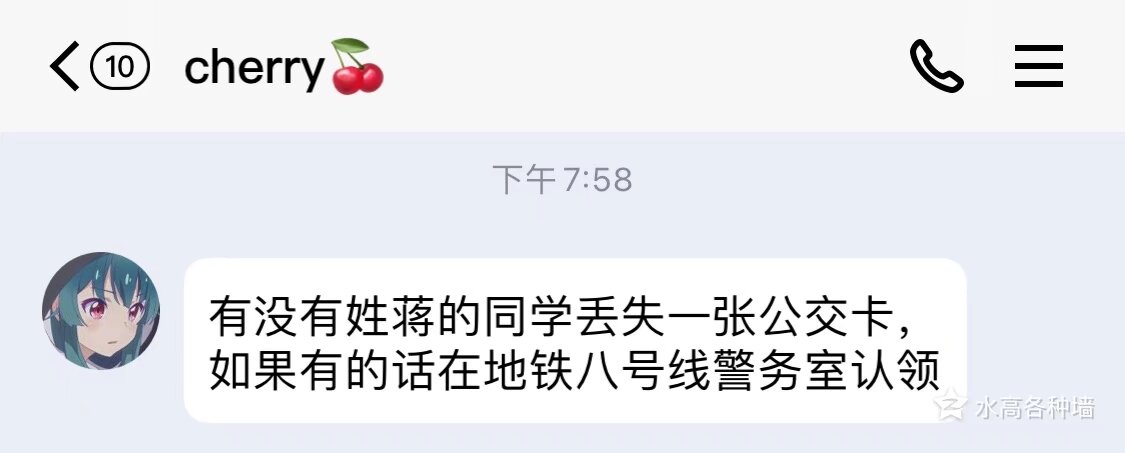 10 cherry🍒
下午 7:58
有没有姓蒋的同学丢失一张公交卡，
如果有的话在地铁八号线警务室认领
水高各种墙